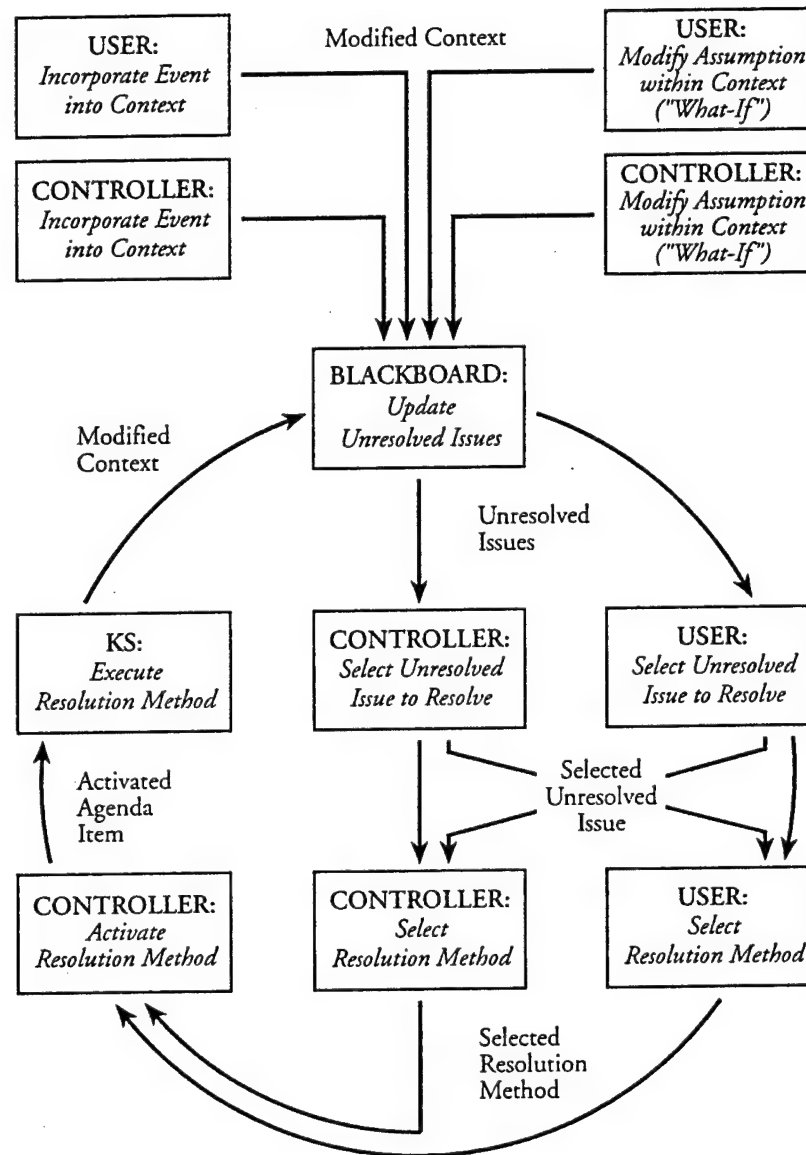 USER:
Incorporate Event
into Context
Modified Context
USER:
Modify Assumption
within Context
("What-If")
CONTROLLER:
Incorporate Event
into Context
CONTROLLER:
Modify Assumption
within Context
("What-If")
BLACKBOARD:
Update
Unresolved Issues
Modified
Context
Unresolved
Issues
KS:
Execute
Resolution Method
CONTROLLER:
Select Unresolved
Issue to Resolve
USER:
Select Unresolved
Issue to Resolve
Activated
Agenda
Item
Selected
Unresolved
Issue
CONTROLLER:
Activate
Resolution Method
CONTROLLER:
Select
Resolution Method
USER:
Select
Resolution Method
Selected
Resolution
Method